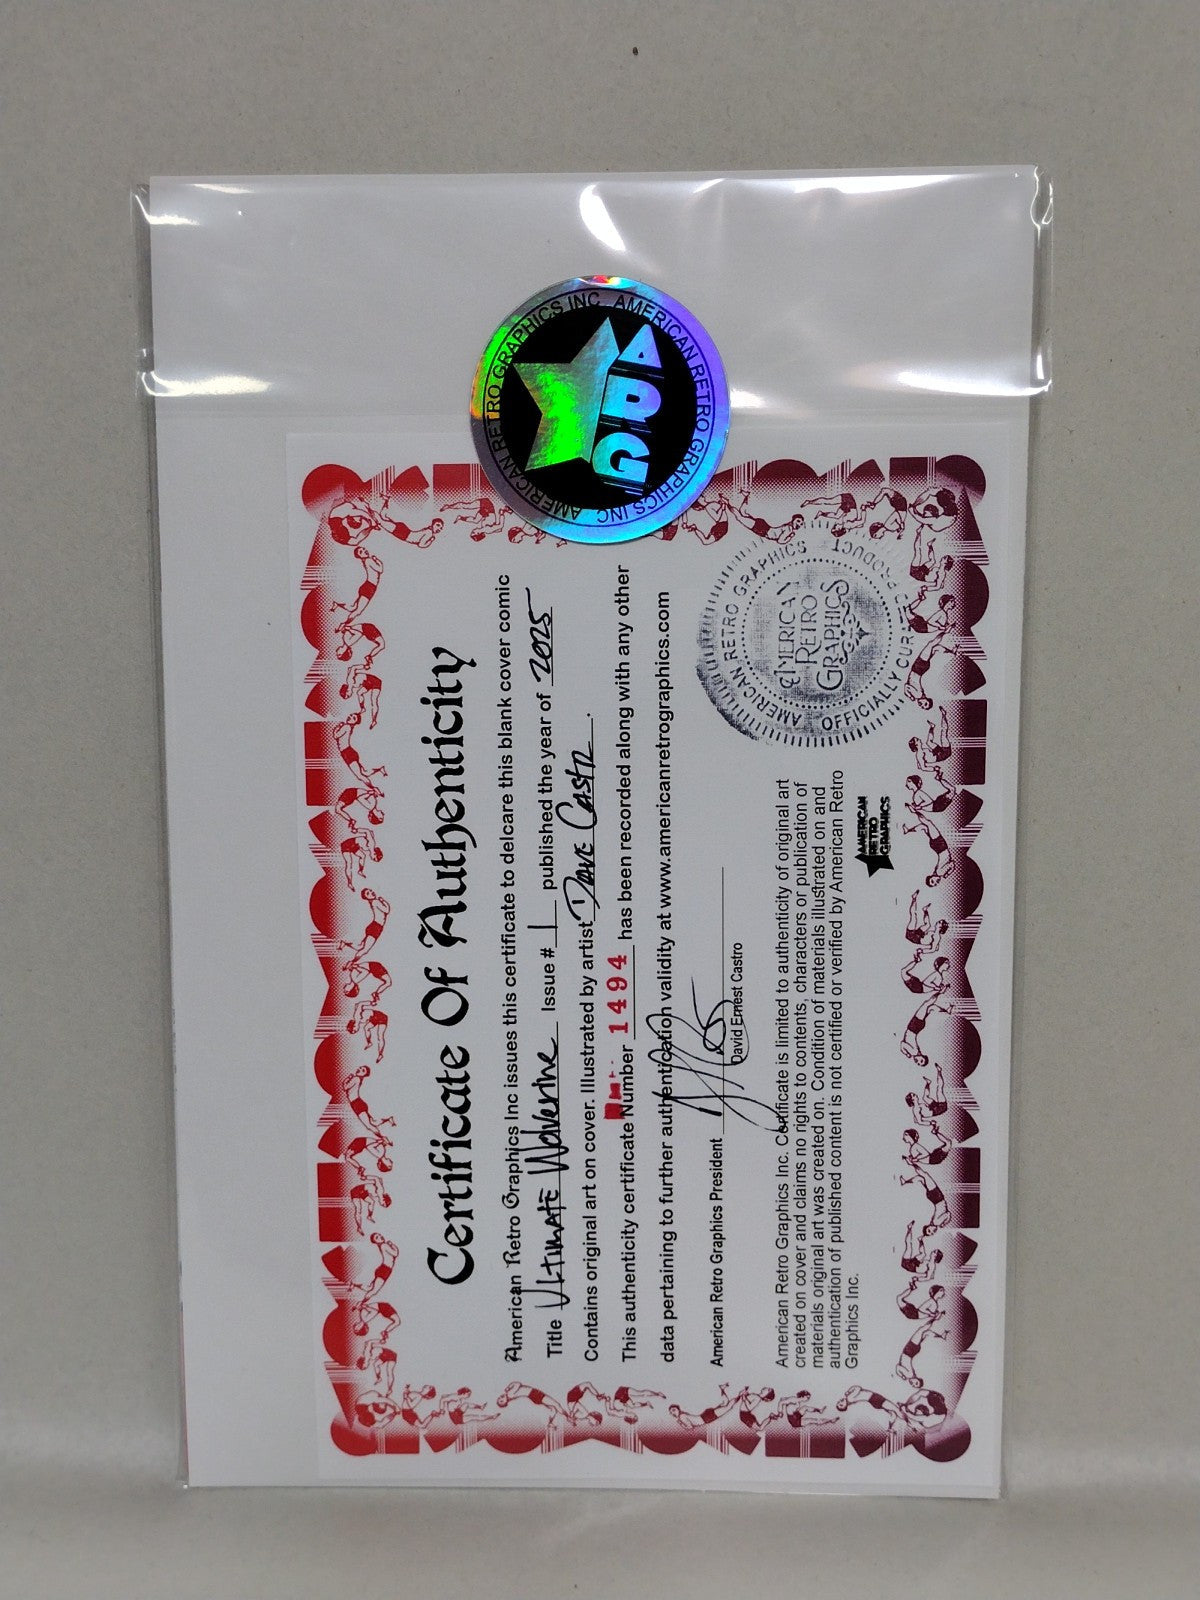 AMERICAN RETRO GRAPHICS INC. AMERICAN RETRO GRAPHICS INC
ARG
Certificate Of Authenticity
American Retro Graphics Inc issues this certificate to delcare this blank cover comic
Title Ultimate Wolverine Issue # 1 published the year of 2025
Contains original art on cover. Illustrated by artist Dave Castr.
This authenticity certificate Number 1494 has been recorded along with any other
data pertaining to further authentication validity at www.americanretrographics.com
American Retro Graphics President
David Ernest Castro
American Retro Graphics Inc. Certificate is limited to authenticity of original art
created on cover and claims no rights to contents, characters or publication of
materials original art was created on. Condition of materials illustrated on and
authentication of published content is not certified or verified by American Retro
Graphics Inc.
AMERICAN
RETRO
GRAPHICS
AMERICAN RETRO GRAPHICS
OFFICIALLY CURATED PRODUCT
AMERICAN
RETRO
GRAPHICS